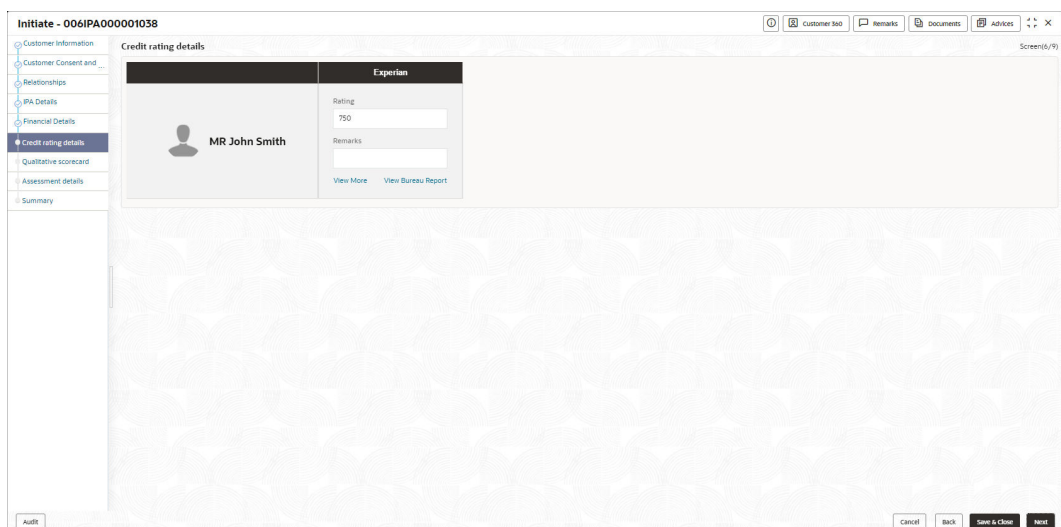 Initiate - 006IPA000001038
Customer 360
Remarks
Documents
Advices
Customer Information
Customer Consent and ...
Relationships
IPA Details
Financial Details
Credit rating details
Qualitative scorecard
Assessment details
Summary
Credit rating details
Screen(6/9)
Experian
MR John Smith
Rating
750
Remarks
View More View Bureau Report
Audit
Cancel Back Save & Close Next